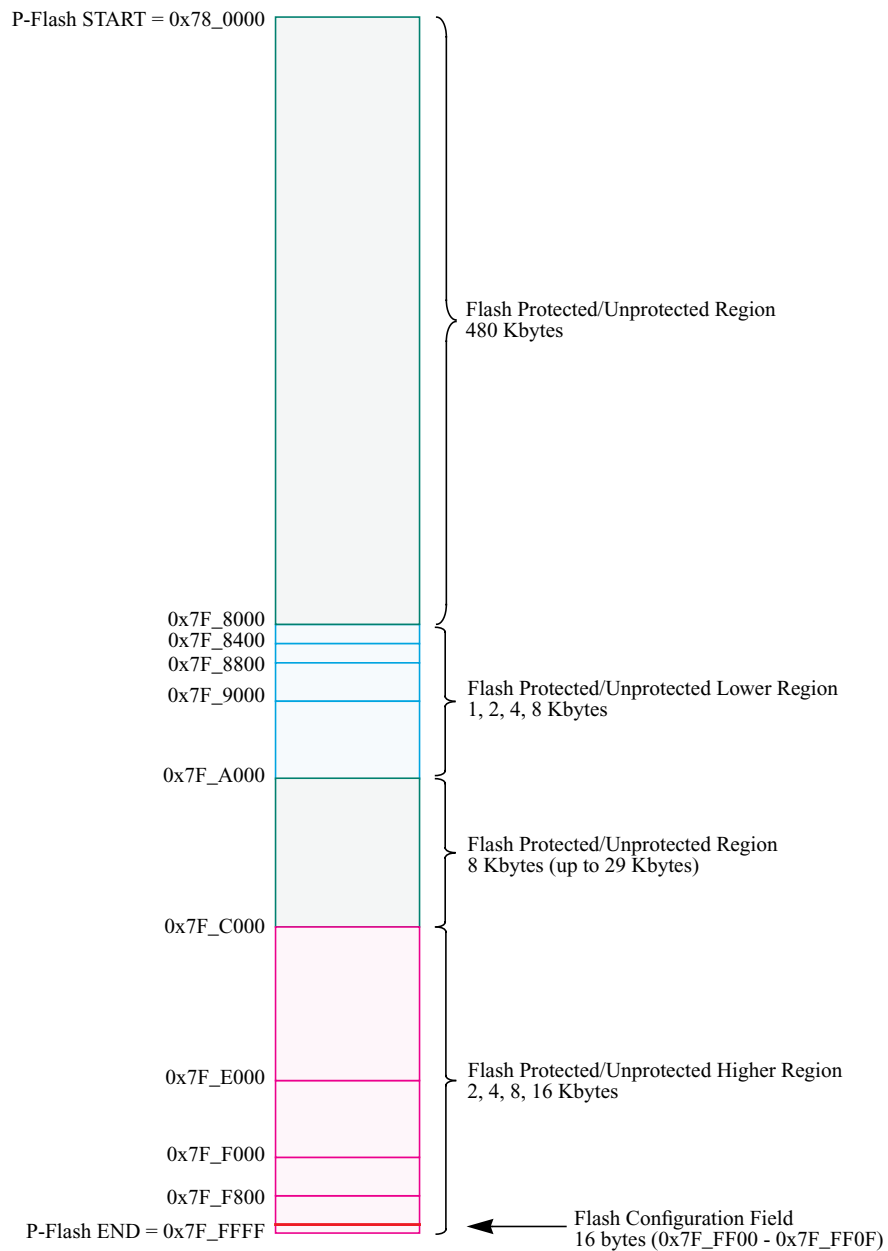 P-Flash START = 0x78_0000
Flash Protected/Unprotected Region
480 Kbytes
0x7F_8000
0x7F_8400
0x7F_8800
0x7F_9000
Flash Protected/Unprotected Lower Region
1, 2, 4, 8 Kbytes
0x7F_A000
Flash Protected/Unprotected Region
8 Kbytes (up to 29 Kbytes)
0x7F_C000
Flash Protected/Unprotected Higher Region
2, 4, 8, 16 Kbytes
0x7F_E000
0x7F_F000
0x7F_F800
P-Flash END = 0x7F_FFFF
Flash Configuration Field
16 bytes (0x7F_FF00 - 0x7F_FF0F)